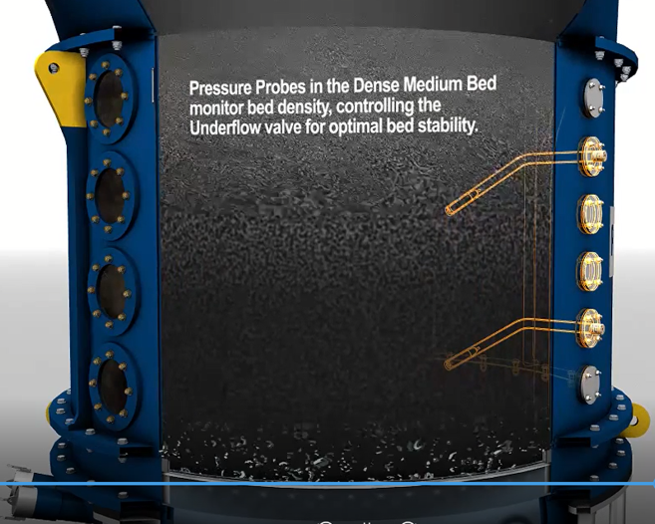 Pressure Probes in the Dense Medium Bed
monitor bed density, controlling the
Underflow valve for optimal bed stability.